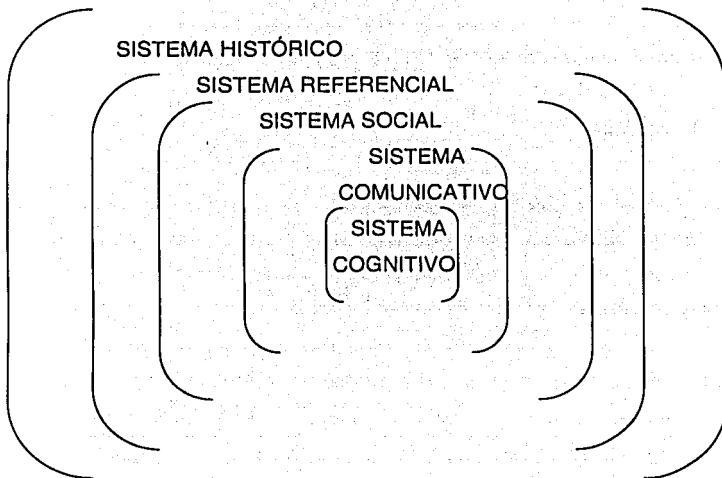 SISTEMA HISTÓRICO
SISTEMA REFERENCIAL
SISTEMA SOCIAL
SISTEMA
COMUNICATIVO
SISTEMA
COGNITIVO